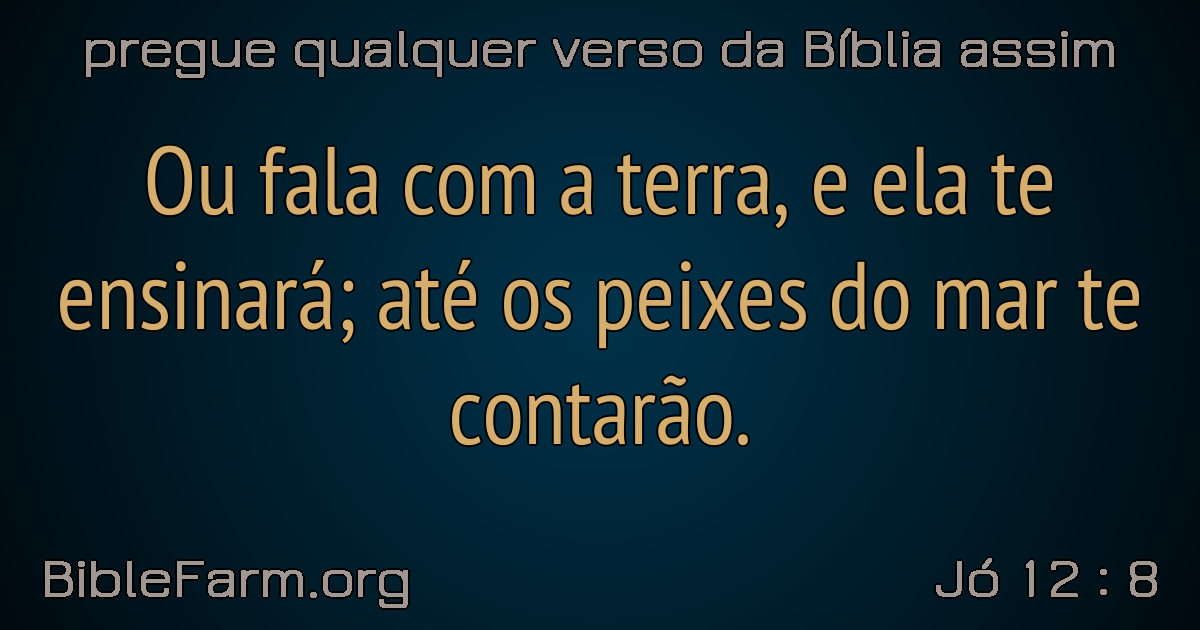 pregue qualquer verso da Bíblia assim
Ou fala com a terra, e ela te
ensinará; até os peixes do mar te
contarão.
BibleFarm.org
Jó 12 : 8